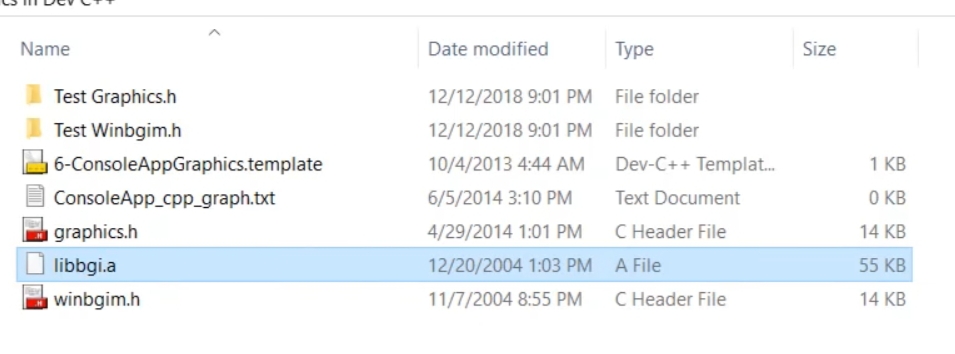 cs in Dev C++
Name Date modified Type Size
Test Graphics.h 12/12/2018 9:01 PM File folder
Test Winbgim.h 12/12/2018 9:01 PM File folder
6-ConsoleAppGraphics.template 10/4/2013 4:44 AM Dev-C++ Templat... 1 KB
ConsoleApp_cpp_graph.txt 6/5/2014 3:10 PM Text Document 0 KB
graphics.h 4/29/2014 1:01 PM C Header File 14 KB
libbgi.a 12/20/2004 1:03 PM A File 55 KB
winbgim.h 11/7/2004 8:55 PM C Header File 14 KB